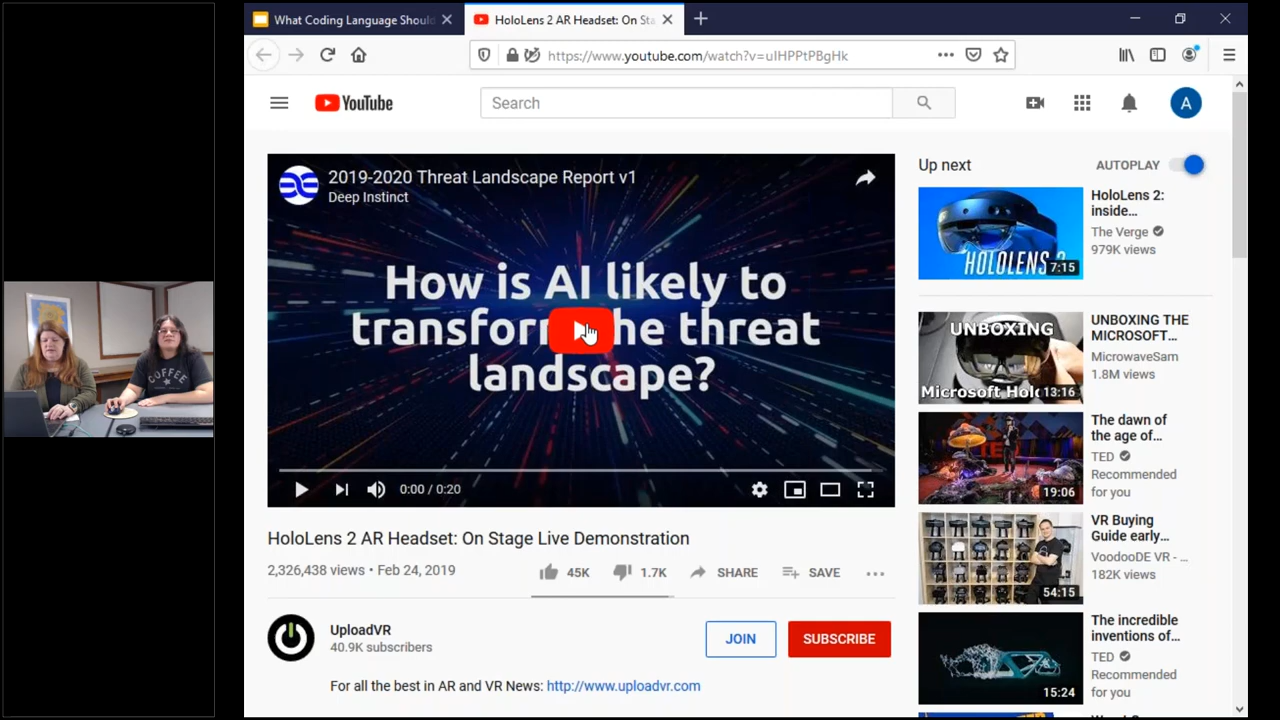 What Coding Language Shoul
HoloLens 2 AR Headset: On Sta
https://www.youtube.com/watch?v=uIHPPtPBgHk
YouTube
Search
A
2019-2020 Threat Landscape Report v1
Deep Instinct
How is AI likely to
transform the threat
landscape?
0:00 / 0:20
HoloLens 2 AR Headset: On Stage Live Demonstration
2,326,438 views • Feb 24, 2019
45K
1.7K
SHARE
SAVE
UploadVR
40.9K subscribers
JOIN
SUBSCRIBE
For all the best in AR and VR News: http://www.uploadvr.com
Up next
AUTOPLAY
HOLOLENS
7:15
HoloLens 2:
inside...
The Verge
979K views
UNBOXING
Microsoft Holo
13:16
UNBOXING THE
MICROSOFT...
MicrowaveSam
1.8M views
TED
19:06
The dawn of
the age of...
TED
Recommended
for you
54:15
VR Buying
Guide early...
VoodooDE VR - ...
182K views
15:24
The incredible
inventions of...
TED
Recommended
for you
COFFEE